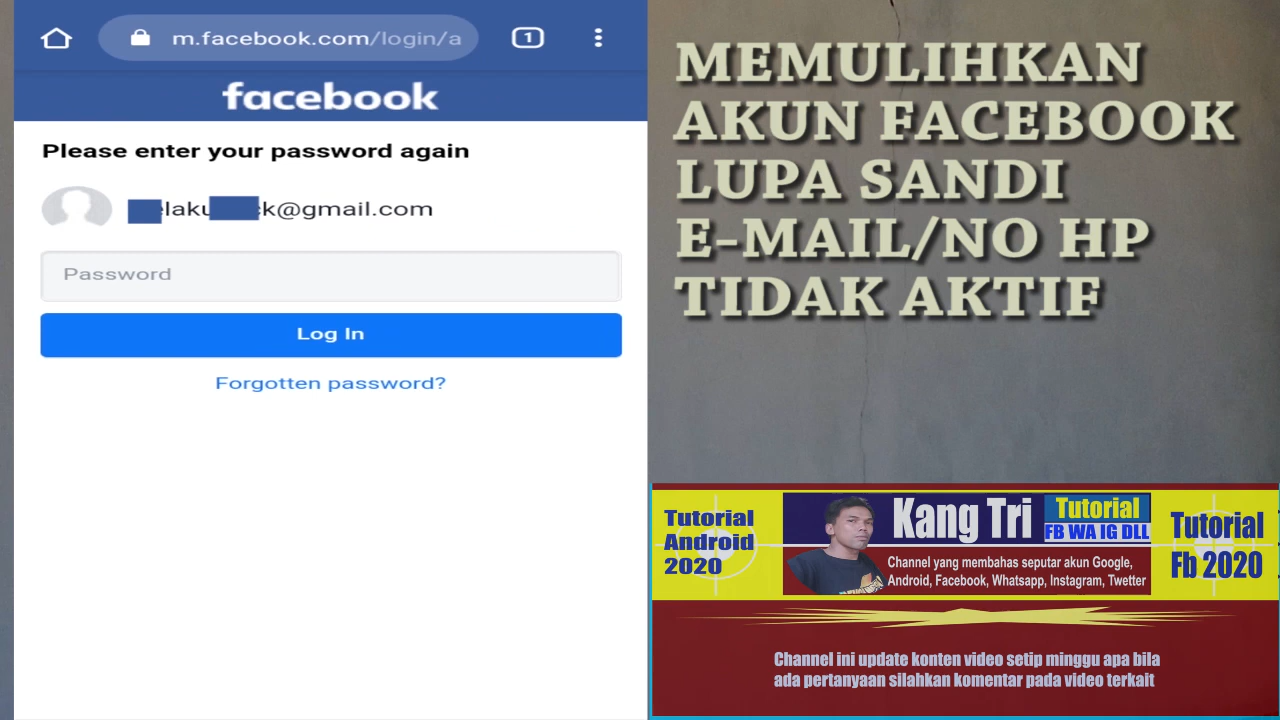 m.facebook.com/login/a
1
facebook
Please enter your password again
elaku k@gmail.com
Password
Log In
Forgotten password?
MEMULIHKAN
AKUN FACEBOOK
LUPA SANDI
E-MAIL/NO HP
TIDAK AKTIF
Tutorial
Android
2020
Kang Tri
Tutorial
FB WA IG DLL
Channel yang membahas seputar akun Google,
Android, Facebook, Whatsapp, Instagram, Twetter
Tutorial
Fb 2020
Channel ini update konten video setip minggu apa bila
ada pertanyaan silahkan komentar pada video terkait